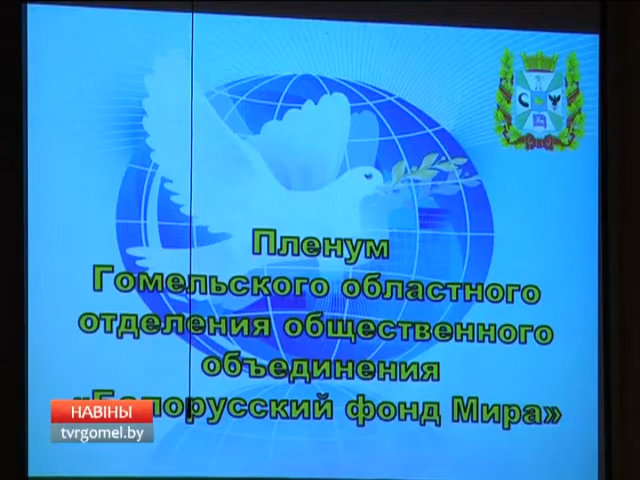 Пленум
Гомельского областного
отделения общественного
объединения
«Белорусский фонд Мира»
НАВІНЫ
tvrgomel.by